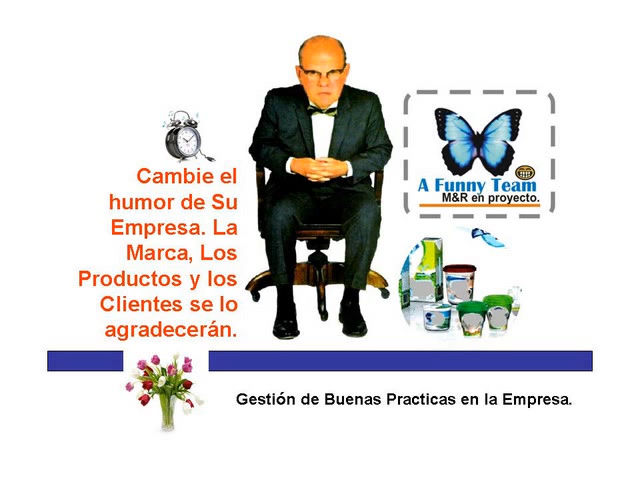 Cambie el
humor de Su
Empresa. La
Marca, Los
Productos y los
Clientes se lo
agradecerán.
A Funny Team
M&R en proyecto.
Gestión de Buenas Practicas en la Empresa.